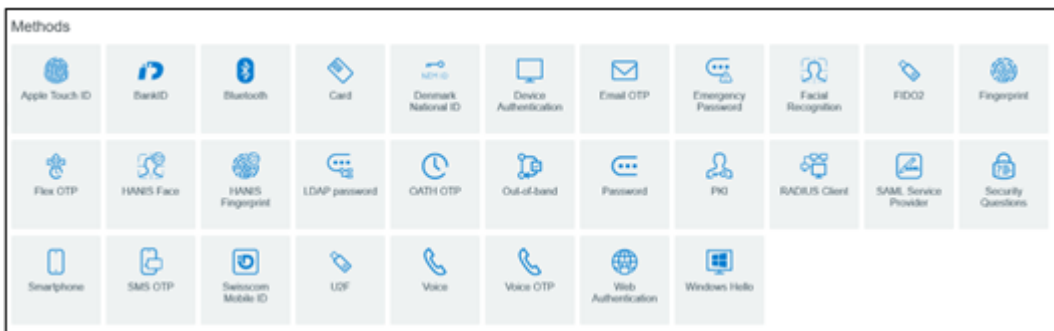 Methods
Apple Touch ID
BankID
Bluetooth
Card
NEM ID
Denmark
National ID
Device
Authentication
Email OTP
Emergency
Password
Facial
Recognition
FIDO2
Fingerprint
Flex OTP
HANIS Face
HANIS
Fingerprint
LDAP password
OATH OTP
Out-of-band
Password
PKI
RADIUS Client
SAML Service
Provider
Security
Questions
Smartphone
SMS OTP
Swisscom
Mobile ID
U2F
Voice
Voice OTP
Web
Authentication
Windows Hello